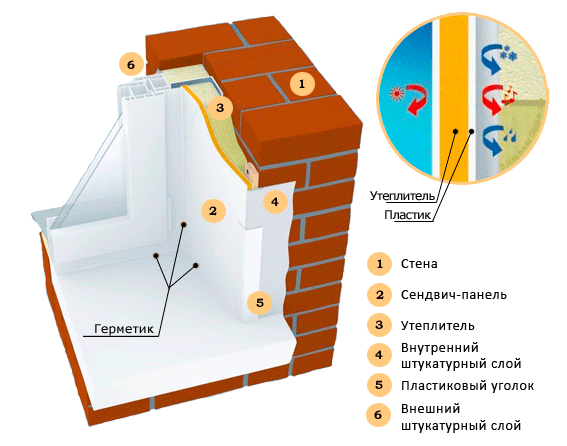 6
1
3
2
4
5
Герметик
Утеплитель
Пластик
1 Стена
2 Сендвич-панель
3 Утеплитель
4 Внутренний
штукатурный слой
5 Пластиковый уголок
6 Внешний
штукатурный слой